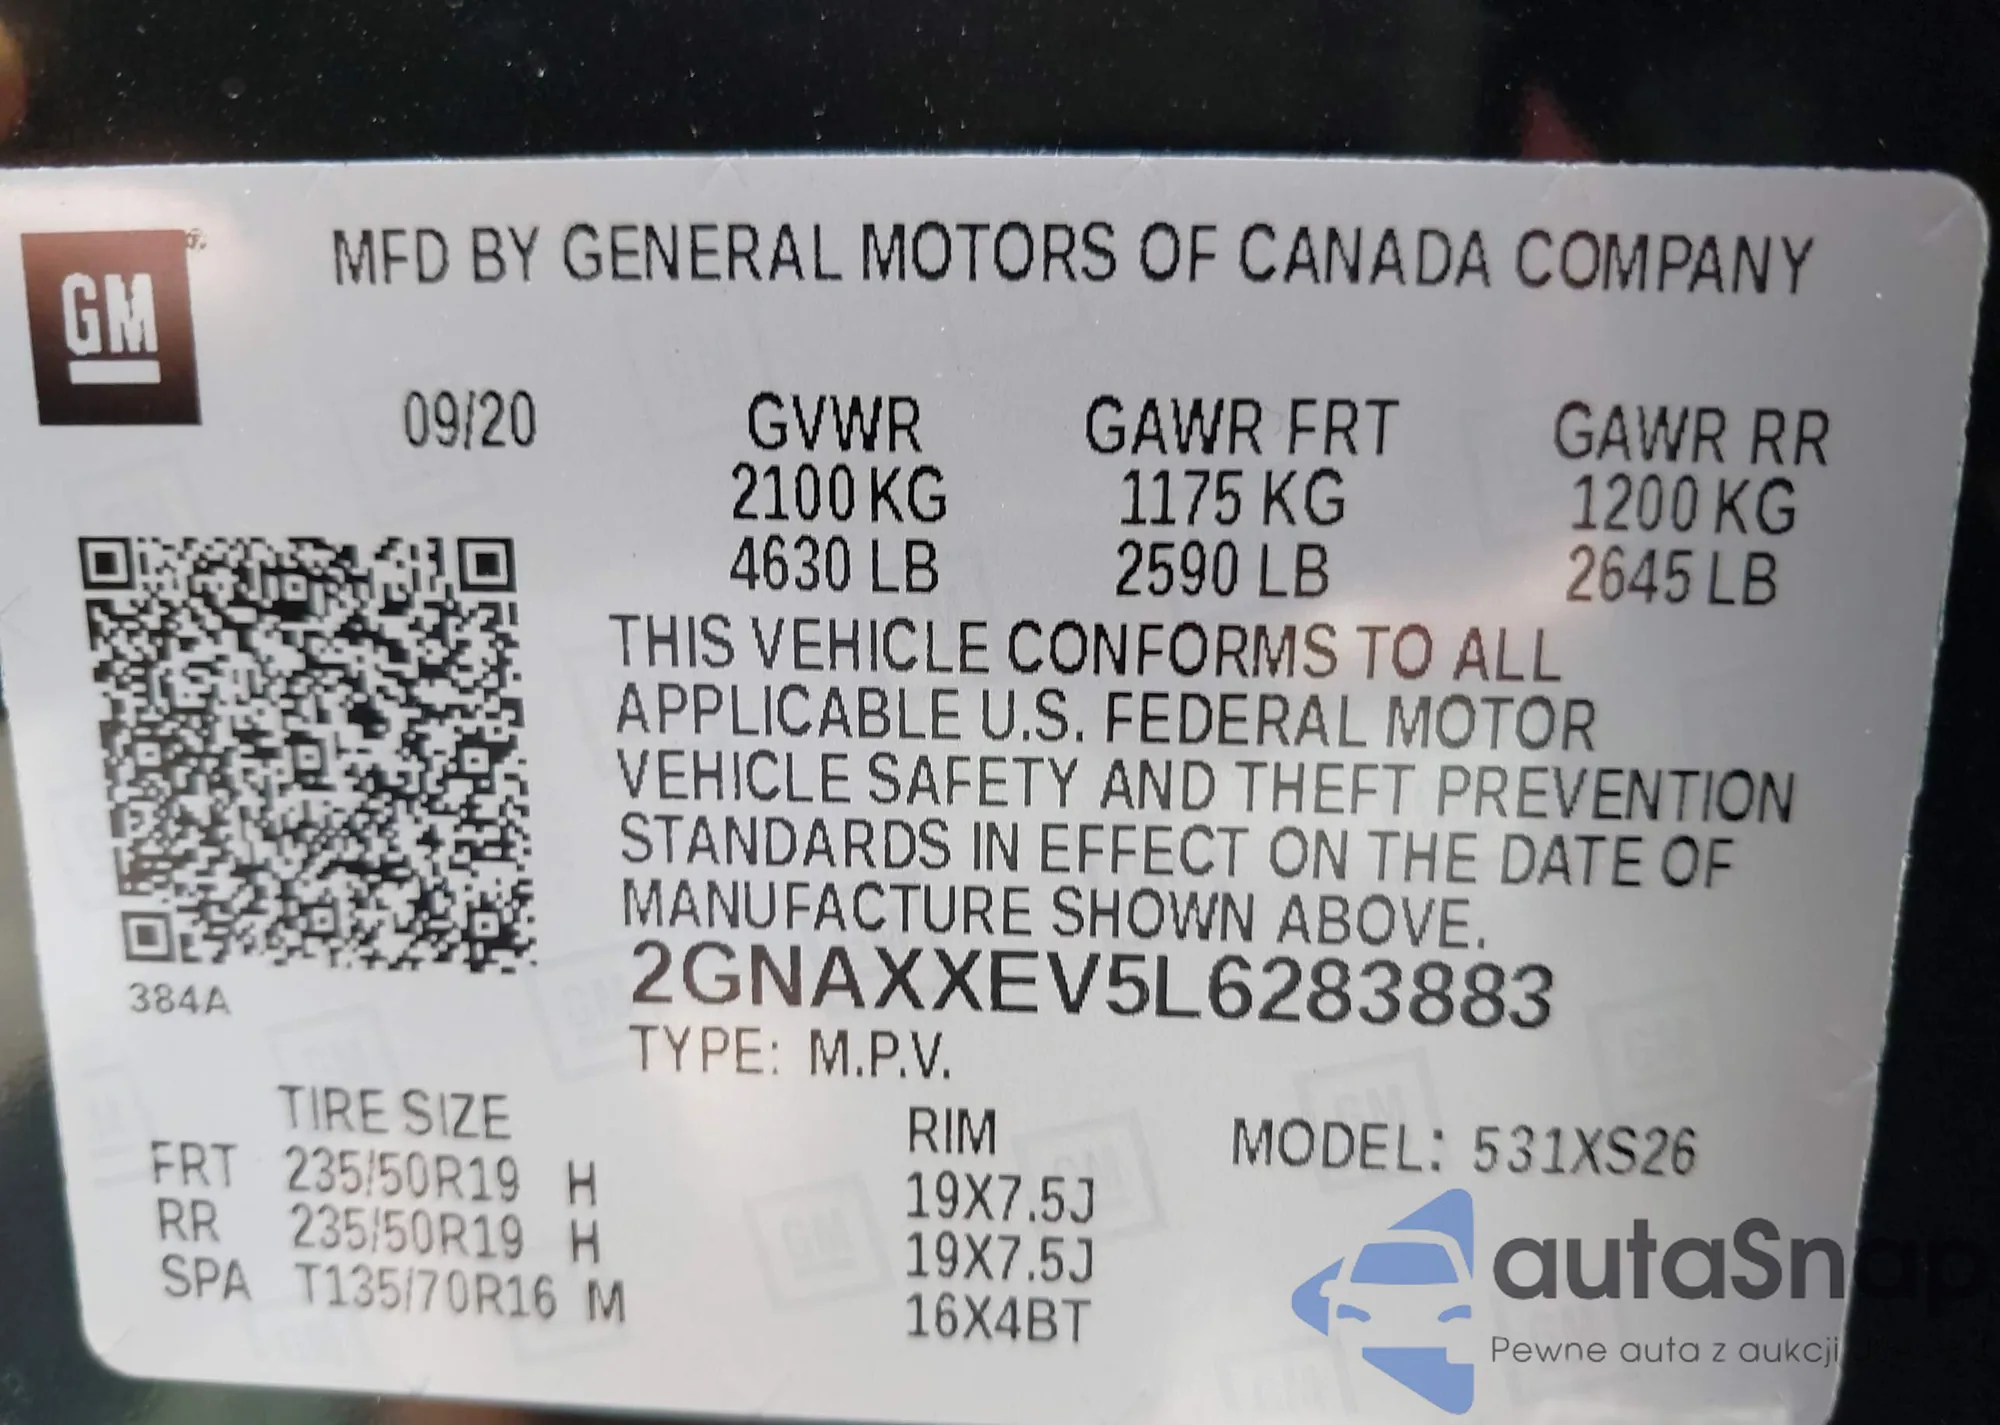 GM
MFD BY GENERAL MOTORS OF CANADA COMPANY
09/20 GVWR GAWR FRT GAWR RR
2100 KG 1175 KG 1200 KG
4630 LB 2590 LB 2645 LB
THIS VEHICLE CONFORMS TO ALL
APPLICABLE U.S. FEDERAL MOTOR
VEHICLE SAFETY AND THEFT PREVENTION
STANDARDS IN EFFECT ON THE DATE OF
MANUFACTURE SHOWN ABOVE.
2GNAXXEV5L6283883
384A
TYPE: M.P.V.
TIRE SIZE RIM MODEL: 531XS26
FRT 235/50R19 H 19X7.5J
RR 235/50R19 H 19X7.5J
SPA T135/70R16 M 16X4BT
autaSnap
Pewne auta z aukcji